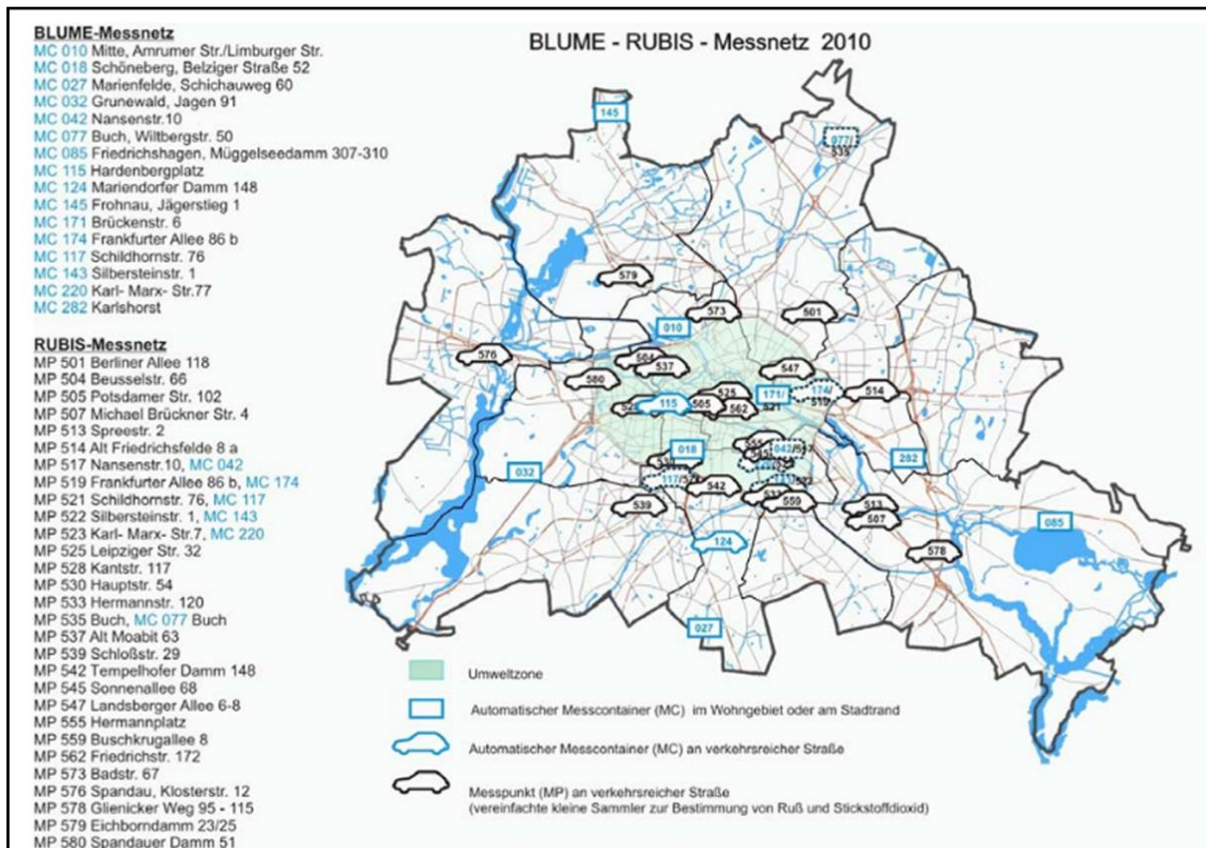 BLUME-Messnetz
MC 010 Mitte, Amrumer Str./Limburger Str.
MC 018 Schöneberg, Belziger Straße 52
MC 027 Marienfelde, Schichauweg 60
MC 032 Grunewald, Jagen 91
MC 042 Nansenstr.10
MC 077 Buch, Wiltbergstr. 50
MC 085 Friedrichshagen, Müggelseedamm 307-310
MC 115 Hardenbergplatz
MC 124 Mariendorfer Damm 148
MC 145 Frohnau, Jägerstieg 1
MC 171 Brückenstr. 6
MC 174 Frankfurter Allee 86 b
MC 117 Schildhornstr. 76
MC 143 Silbersteinstr. 1
MC 220 Karl- Marx- Str.77
MC 282 Karlshorst
RUBIS-Messnetz
MP 501 Berliner Allee 118
MP 504 Beusselstr. 66
MP 505 Potsdamer Str. 102
MP 507 Michael Brückner Str. 4
MP 513 Spreestr. 2
MP 514 Alt Friedrichsfelde 8 a
MP 517 Nansenstr.10, MC 042
MP 519 Frankfurter Allee 86 b, MC 174
MP 521 Schildhornstr. 76, MC 117
MP 522 Silbersteinstr. 1, MC 143
MP 523 Karl- Marx- Str.7, MC 220
MP 525 Leipziger Str. 32
MP 528 Kantstr. 117
MP 530 Hauptstr. 54
MP 533 Hermannstr. 120
MP 535 Buch, MC 077 Buch
MP 537 Alt Moabit 63
MP 539 Schloßstr. 29
MP 542 Tempelhofer Damm 148
MP 545 Sonnenallee 68
MP 547 Landsberger Allee 6-8
MP 555 Hermannplatz
MP 559 Buschkrugallee 8
MP 562 Friedrichstr. 172
MP 573 Badstr. 67
MP 576 Spandau, Klosterstr. 12
MP 578 Glienicker Weg 95 - 115
MP 579 Eichborndamm 23/25
MP 580 Spandauer Damm 51
BLUME - RUBIS - Messnetz 2010
145
077/
535
579
573
501
010
576
504
537
547
580
525
171/
174/
514
115
505
562
521
018
555
545
042/
282
032
117/
542
539
533
559
513
507
085
124
578
027
Umweltzone
Automatischer Messcontainer (MC) im Wohngebiet oder am Stadtrand
Automatischer Messcontainer (MC) an verkehrsreicher Straße
Messpunkt (MP) an verkehrsreicher Straße
(vereinfachte kleine Sammler zur Bestimmung von Ruß und Stickstoffdioxid)